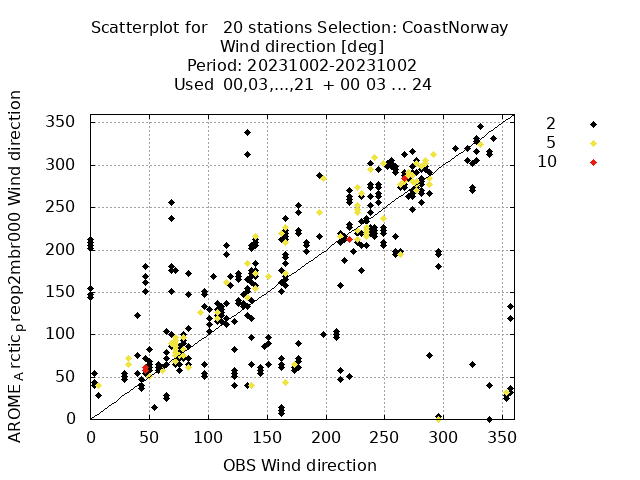 Scatterplot for 20 stations Selection: CoastNorway
Wind direction [deg]
Period: 20231002-20231002
Used 00,03,...,21 + 00 03 ... 24
AROME_Arctic_preop2mbr000 Wind direction
350
300
250
200
150
100
50
0
0 50 100 150 200 250 300 350
OBS Wind direction
2
5
10